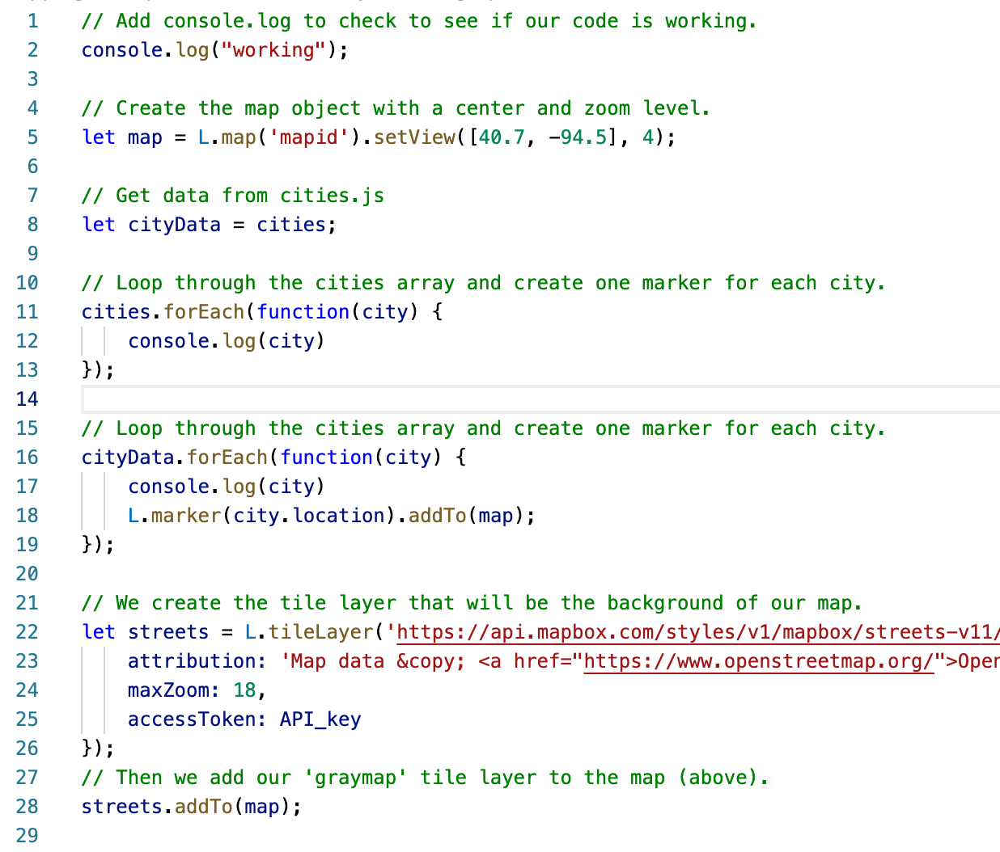 1 // Add console.log to check to see if our code is working.
2 console.log("working");
3
4 // Create the map object with a center and zoom level.
5 let map = L.map('mapid').setView([40.7, -94.5], 4);
6
7 // Get data from cities.js
8 let cityData = cities;
9
10 // Loop through the cities array and create one marker for each city.
11 cities.forEach(function(city) {
12     console.log(city)
13 });
14
15 // Loop through the cities array and create one marker for each city.
16 cityData.forEach(function(city) {
17     console.log(city)
18     L.marker(city.location).addTo(map);
19 });
20
21 // We create the tile layer that will be the background of our map.
22 let streets = L.tileLayer('https://api.mapbox.com/styles/v1/mapbox/streets-v11/
23     attribution: 'Map data &copy; <a href="https://www.openstreetmap.org/">Open
24     maxZoom: 18,
25     accessToken: API_key
26 });
27 // Then we add our 'graymap' tile layer to the map (above).
28 streets.addTo(map);
29